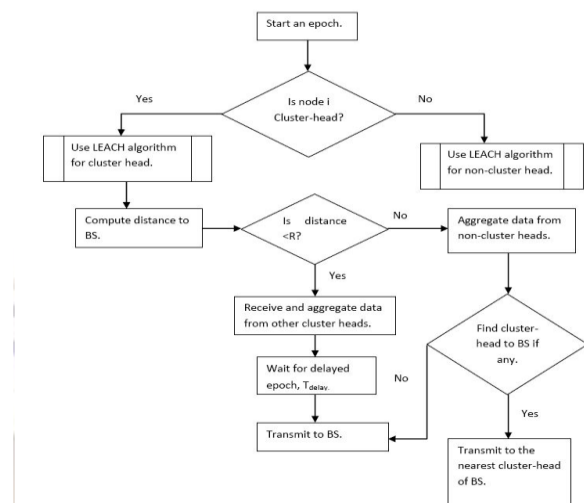 Start an epoch.
Yes
Is node i
Cluster-head?
No
Use LEACH algorithm
for cluster head.
Use LEACH algorithm
for non-cluster head.
Compute distance to
BS.
Is distance
<R?
No
Aggregate data from
non-cluster heads.
Yes
Receive and aggregate data
from other cluster heads.
Find cluster-
head to BS if
any.
Wait for delayed
epoch, Tdelay.
No
Transmit to BS.
Yes
Transmit to the
nearest cluster-head
of BS.